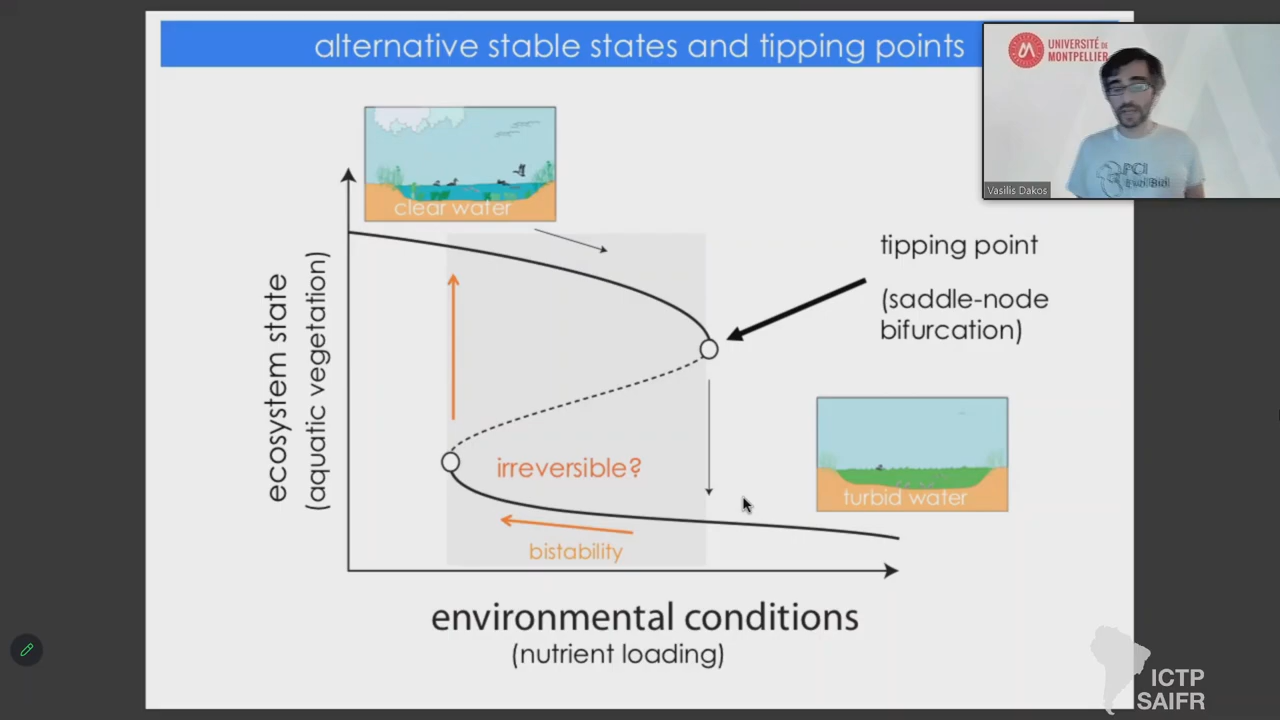 alternative stable states and tipping points
UNIVERSITÉ DE
MONTPELLIER
PCI
Vasilis Dakos
clear water
tipping point
(saddle-node
bifurcation)
ecosystem state
(aquatic vegetation)
irreversible?
turbid water
bistability
environmental conditions
(nutrient loading)
ICTP
SAIFR